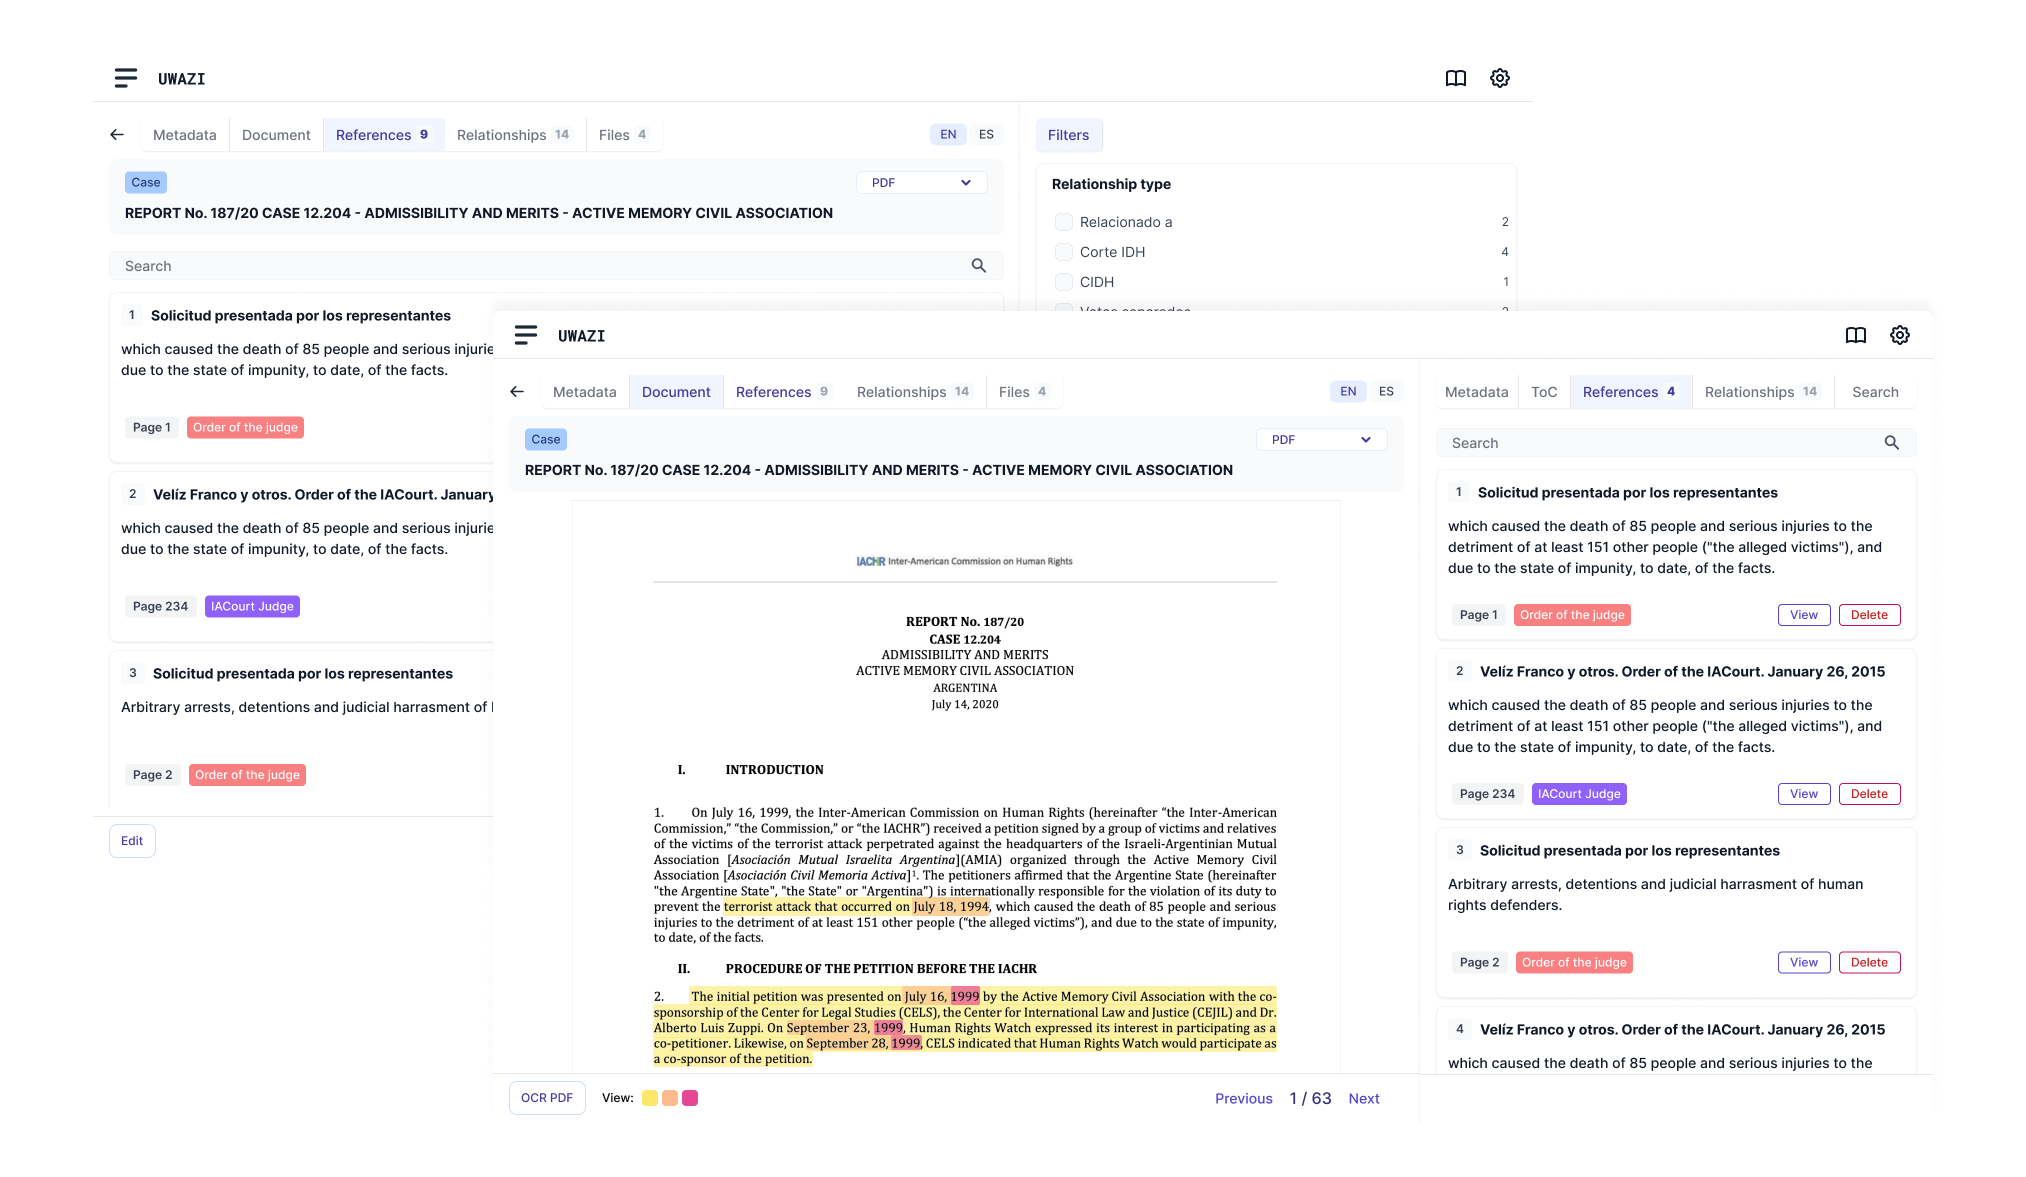 UWAZI
Metadata
Document
References 9
Relationships 14
Files 4
EN
ES
Filters
Case
PDF
REPORT No. 187/20 CASE 12.204 - ADMISSIBILITY AND MERITS - ACTIVE MEMORY CIVIL ASSOCIATION
Search
Relationship type
Relacionado a 2
Corte IDH 4
CIDH 1
1 Solicitud presentada por los representantes
which caused the death of 85 people and serious injurie
due to the state of impunity, to date, of the facts.
Page 1
Order of the judge
2 Velíz Franco y otros. Order of the IACourt. January
which caused the death of 85 people and serious injurie
due to the state of impunity, to date, of the facts.
Page 234
IACourt Judge
3 Solicitud presentada por los representantes
Arbitrary arrests, detentions and judicial harrasment of
Page 2
Order of the judge
Edit
UWAZI
Metadata
Document
References 9
Relationships 14
Files 4
EN
ES
Case
PDF
REPORT No. 187/20 CASE 12.204 - ADMISSIBILITY AND MERITS - ACTIVE MEMORY CIVIL ASSOCIATION
IACHR Inter-American Commission on Human Rights
REPORT No. 187/20
CASE 12.204
ADMISSIBILITY AND MERITS
ACTIVE MEMORY CIVIL ASSOCIATION
ARGENTINA
July 14, 2020
I. INTRODUCTION
1. On July 16, 1999, the Inter-American Commission on Human Rights (hereinafter “the Inter-American
Commission,” “the Commission,” or “the IACHR”) received a petition signed by a group of victims and relatives
of the victims of the terrorist attack perpetrated against the headquarters of the Israeli-Argentinian Mutual
Association [Asociación Mutual Israelita Argentina](AMIA) organized through the Active Memory Civil
Association [Asociación Civil Memoria Activa]¹. The petitioners affirmed that the Argentine State (hereinafter
"the Argentine State", "the State" or "Argentina") is internationally responsible for the violation of its duty to
prevent the terrorist attack that occurred on July 18, 1994, which caused the death of 85 people and serious
injuries to the detriment of at least 151 other people (“the alleged victims”), and due to the state of impunity,
to date, of the facts.
II. PROCEDURE OF THE PETITION BEFORE THE IACHR
2. The initial petition was presented on July 16, 1999 by the Active Memory Civil Association with the co-
sponsorship of the Center for Legal Studies (CELS), the Center for International Law and Justice (CEJIL) and Dr.
Alberto Luis Zuppi. On September 23, 1999, Human Rights Watch expressed its interest in participating as a
co-petitioner. Likewise, on September 28, 1999, CELS indicated that Human Rights Watch would participate as
a co-sponsor of the petition.
OCR PDF
View:
Previous
1 / 63
Next
Metadata
ToC
References 4
Relationships 14
Search
Search
1 Solicitud presentada por los representantes
which caused the death of 85 people and serious injuries to the
detriment of at least 151 other people ("the alleged victims"), and
due to the state of impunity, to date, of the facts.
Page 1
Order of the judge
View
Delete
2 Velíz Franco y otros. Order of the IACourt. January 26, 2015
which caused the death of 85 people and serious injuries to the
detriment of at least 151 other people ("the alleged victims"), and
due to the state of impunity, to date, of the facts.
Page 234
IACourt Judge
View
Delete
3 Solicitud presentada por los representantes
Arbitrary arrests, detentions and judicial harrasment of human
rights defenders.
Page 2
Order of the judge
View
Delete
4 Velíz Franco y otros. Order of the IACourt. January 26, 2015
which caused the death of 85 people and serious injuries to the